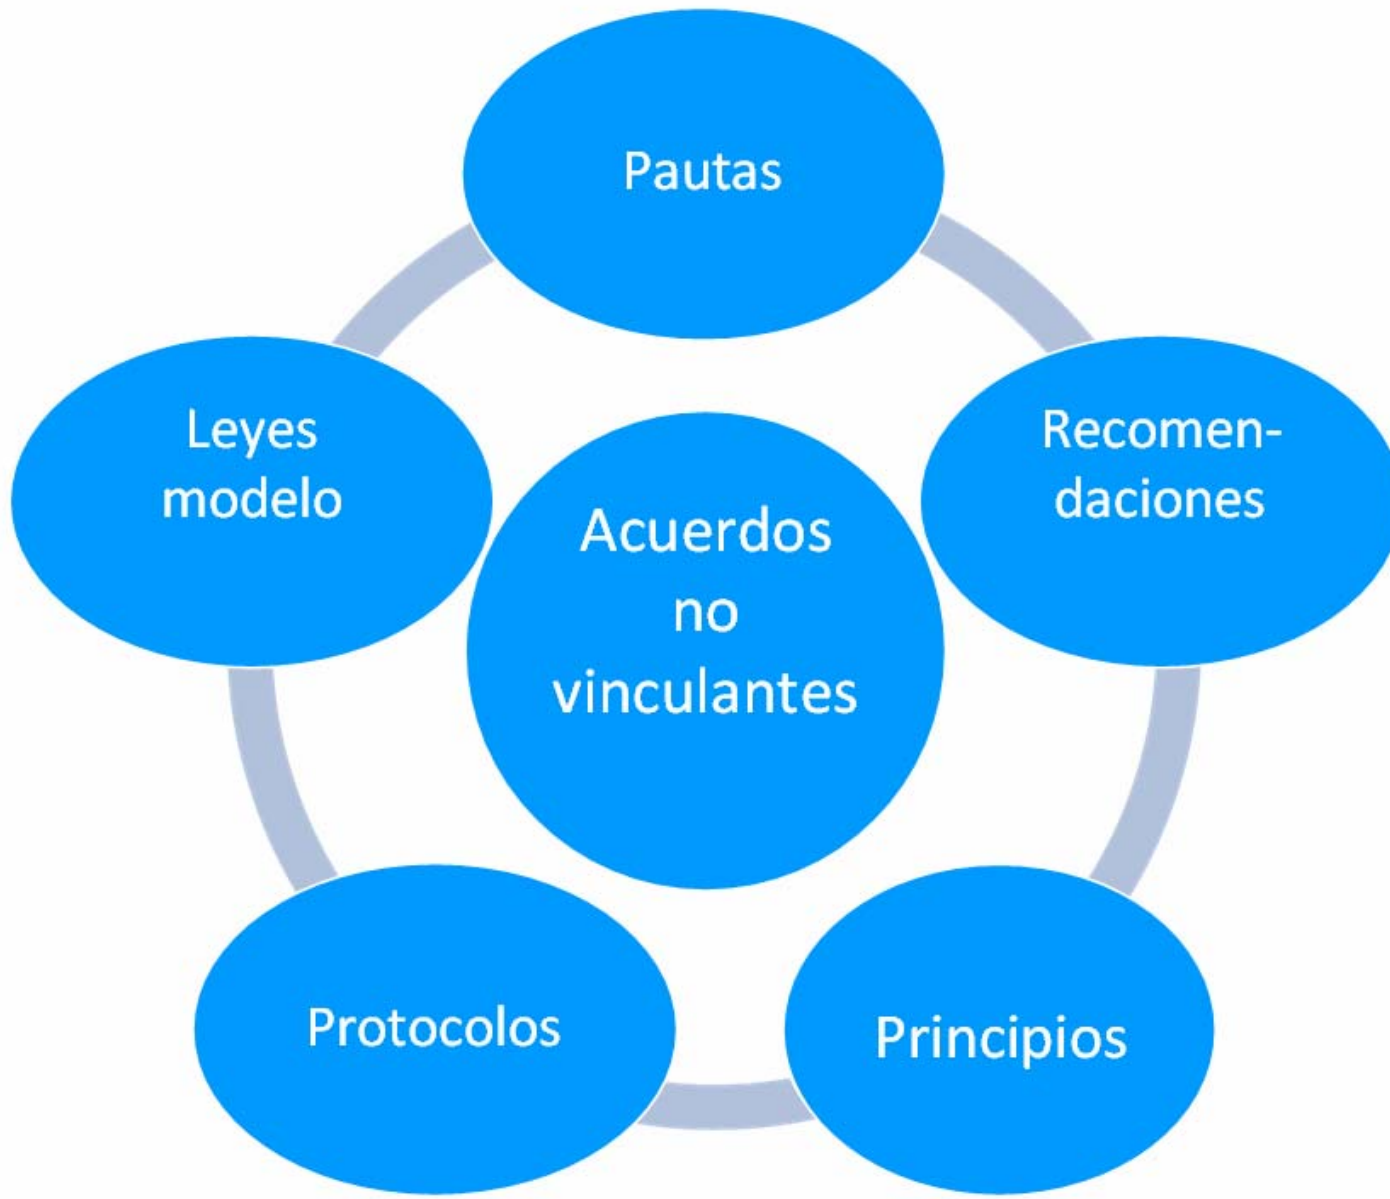 Pautas
Leyes
modelo
Recomen-
daciones
Acuerdos
no
vinculantes
Protocolos
Principios